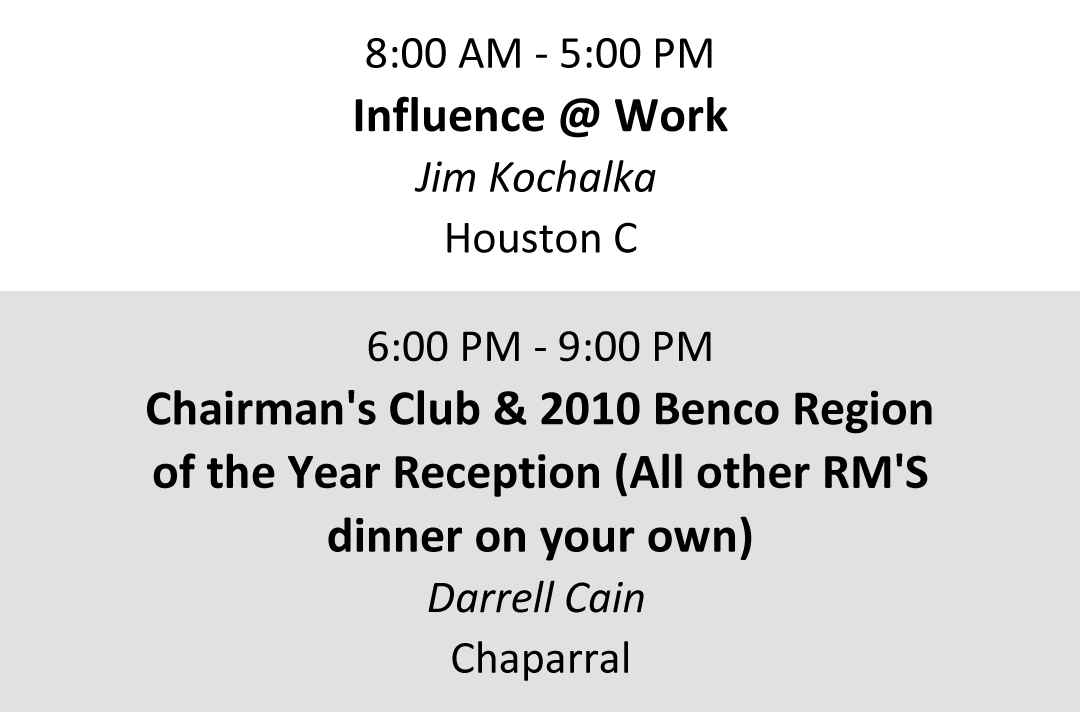 8:00 AM - 5:00 PM
Influence @ Work
Jim Kochalka
Houston C
6:00 PM - 9:00 PM
Chairman's Club & 2010 Benco Region
of the Year Reception (All other RM'S
dinner on your own)
Darrell Cain
Chaparral